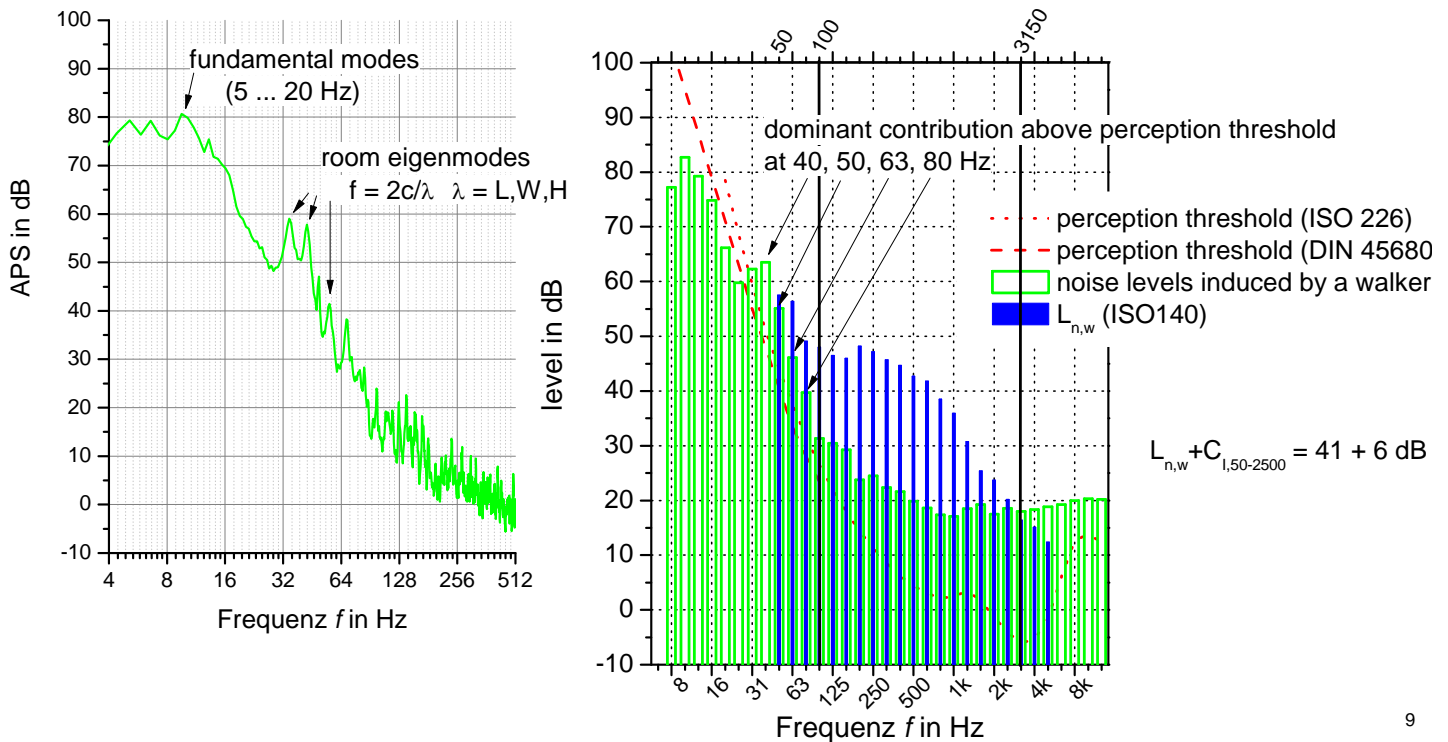 100
90
80
70
60
50
40
30
20
10
0
-10
APS in dB
4 8 16 32 64 128 256 512
Frequenz f in Hz
fundamental modes
(5 ... 20 Hz)
room eigenmodes
f = 2c/λ λ = L,W,H
50 100 3150
100
90
80
70
60
50
40
30
20
10
0
-10
level in dB
8 16 31 63 125 250 500 1k 2k 4k 8k
Frequenz f in Hz
dominant contribution above perception threshold
at 40, 50, 63, 80 Hz
perception threshold (ISO 226)
perception threshold (DIN 45680
noise levels induced by a walker
Ln,w (ISO140)
Ln,w+CI,50-2500 = 41 + 6 dB
9